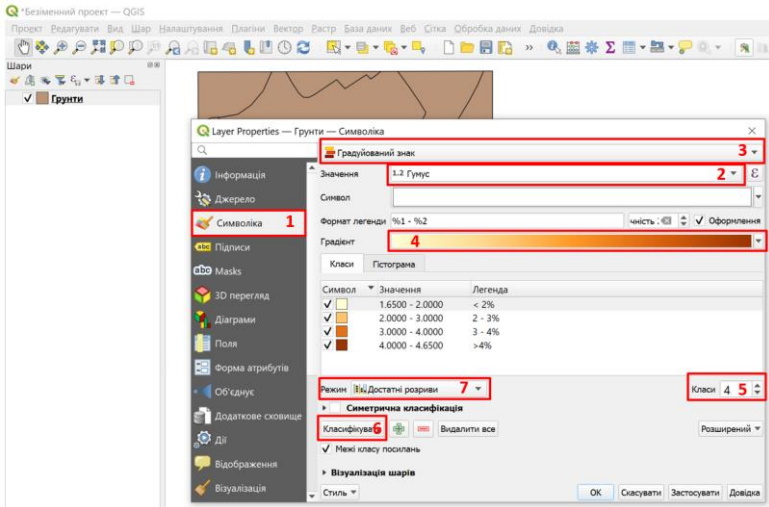 *Безіменний проект — QGIS
Проект Редагувати Вид Шар Налаштування Плагіни Вектор Растр База даних Веб Сітка Обробка даних Довідка
Шари
Грунти
Layer Properties — Грунти — Символіка
Градуйований знак 3
Інформація
Джерело
Символіка 1
Підписи
Masks
3D перегляд
Діаграми
Поля
Форма атрибутів
Об'єднує
Додаткове сховище
Дії
Відображення
Візуалізація
Значення 1.2 Гумус 2
Символ
Формат легенди %1 - %2 чність : Оформлення
Градієнт 4
Класи Гістограма
Символ Значення Легенда
1.6500 - 2.0000 < 2%
2.0000 - 3.0000 2 - 3%
3.0000 - 4.0000 3 - 4%
4.0000 - 4.6500 >4%
Режим Достатні розриви 7 Класи 4 5
Симетрична класифікація
Класифікува 6 Видалити все Розширений
Межі класу посилань
Візуалізація шарів
Стиль OK Скасувати Застосувати Довідка